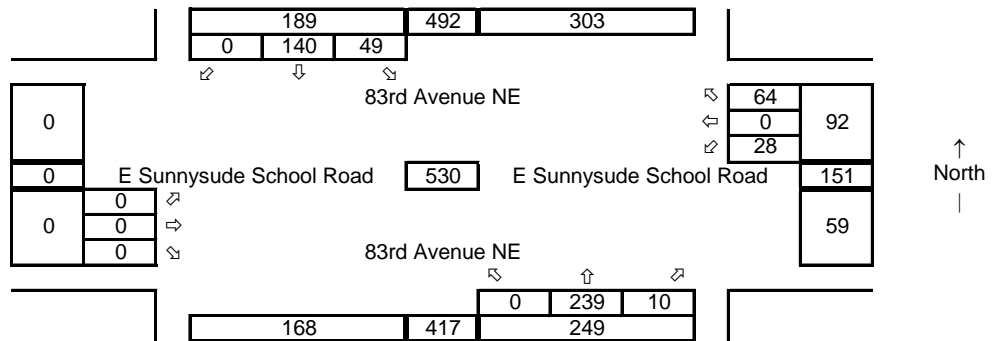 189 492 303
0 140 49
83rd Avenue NE
64
0 0 92
28
↑
0 E Sunnysude School Road 530 E Sunnysude School Road 151 North
|
0
0 0 59
0 83rd Avenue NE
0 239 10
168 417 249